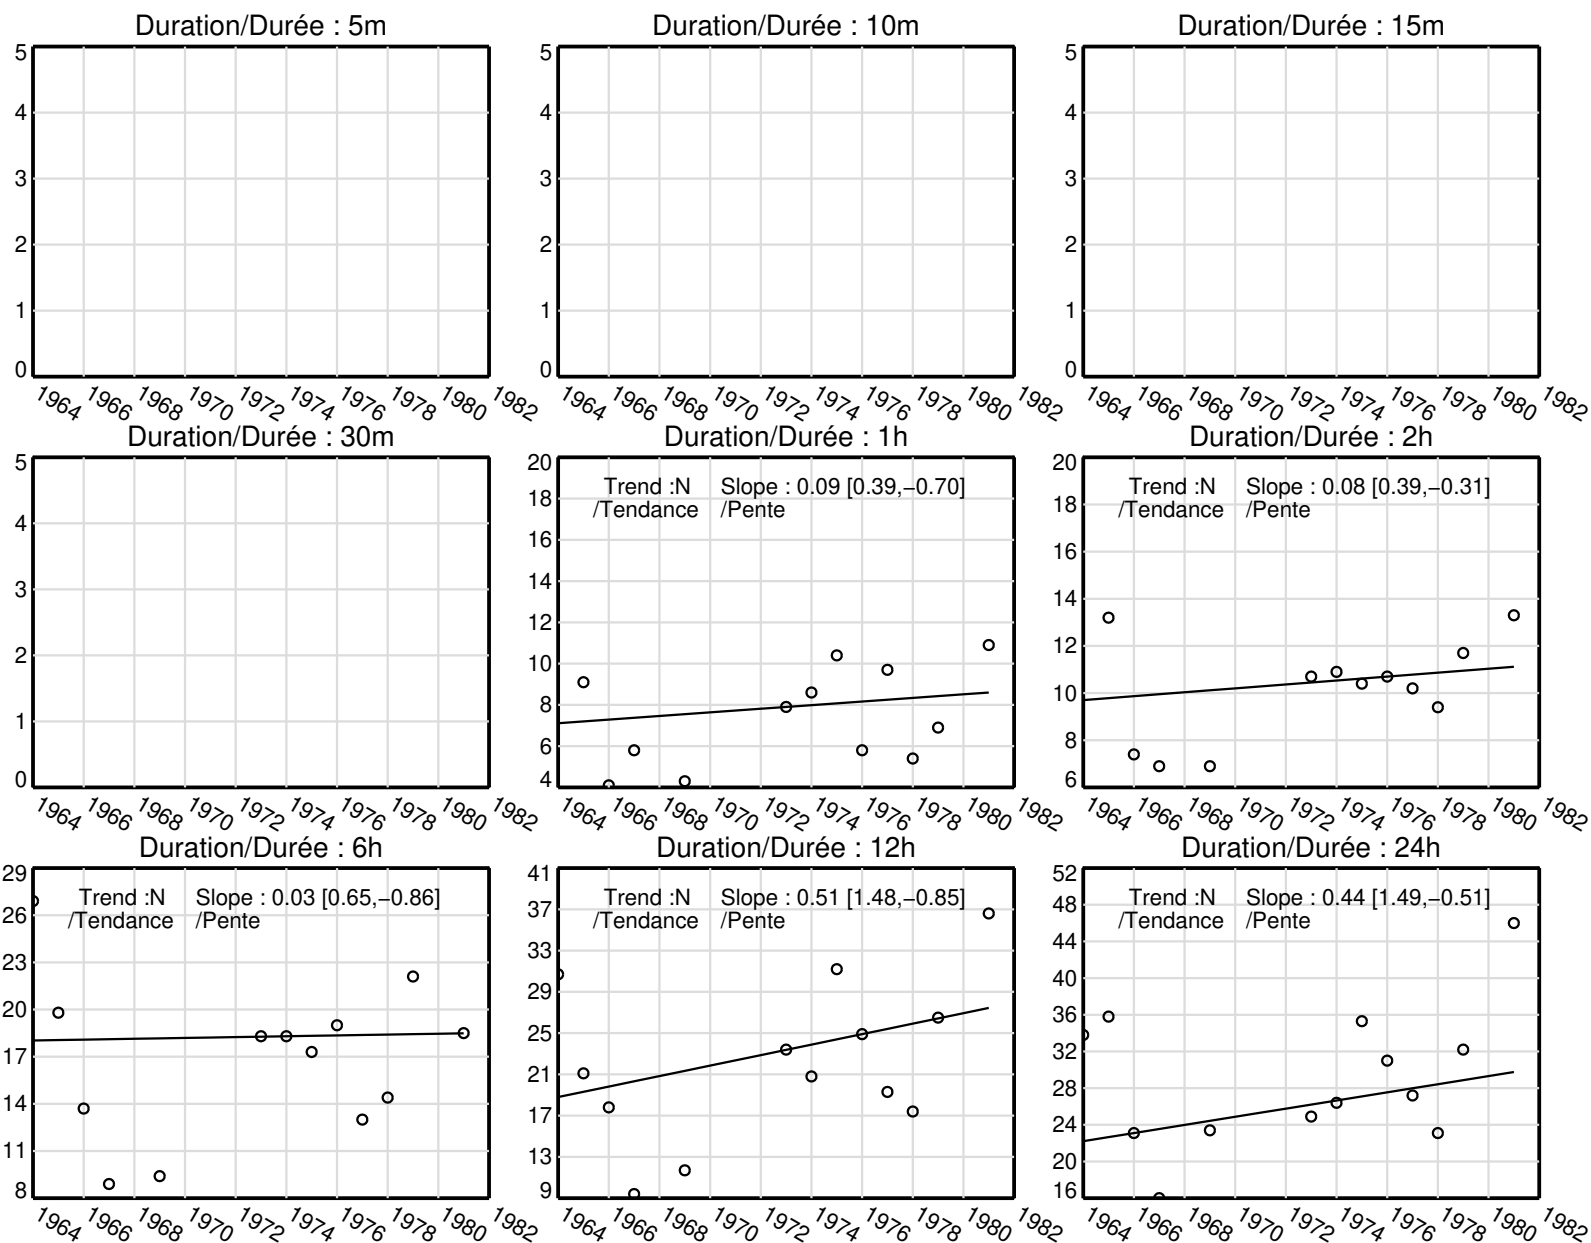 Duration/Durée : 5m
5
4
3
2
1
0
1964 1966 1968 1970 1972 1974 1976 1978 1980 1982
Duration/Durée : 10m
5
4
3
2
1
0
1964 1966 1968 1970 1972 1974 1976 1978 1980 1982
Duration/Durée : 15m
5
4
3
2
1
0
1964 1966 1968 1970 1972 1974 1976 1978 1980 1982
Duration/Durée : 30m
5
4
3
2
1
0
1964 1966 1968 1970 1972 1974 1976 1978 1980 1982
Duration/Durée : 1h
Trend :N Slope : 0.09 [0.39,−0.70]
/Tendance /Pente
20
18
16
14
12
10
8
6
4
1964 1966 1968 1970 1972 1974 1976 1978 1980 1982
Duration/Durée : 2h
Trend :N Slope : 0.08 [0.39,−0.31]
/Tendance /Pente
20
18
16
14
12
10
8
6
1964 1966 1968 1970 1972 1974 1976 1978 1980 1982
Duration/Durée : 6h
Trend :N Slope : 0.03 [0.65,−0.86]
/Tendance /Pente
29
26
23
20
17
14
11
8
1964 1966 1968 1970 1972 1974 1976 1978 1980 1982
Duration/Durée : 12h
Trend :N Slope : 0.51 [1.48,−0.85]
/Tendance /Pente
41
37
33
29
25
21
17
13
9
1964 1966 1968 1970 1972 1974 1976 1978 1980 1982
Duration/Durée : 24h
Trend :N Slope : 0.44 [1.49,−0.51]
/Tendance /Pente
52
48
44
40
36
32
28
24
20
16
1964 1966 1968 1970 1972 1974 1976 1978 1980 1982